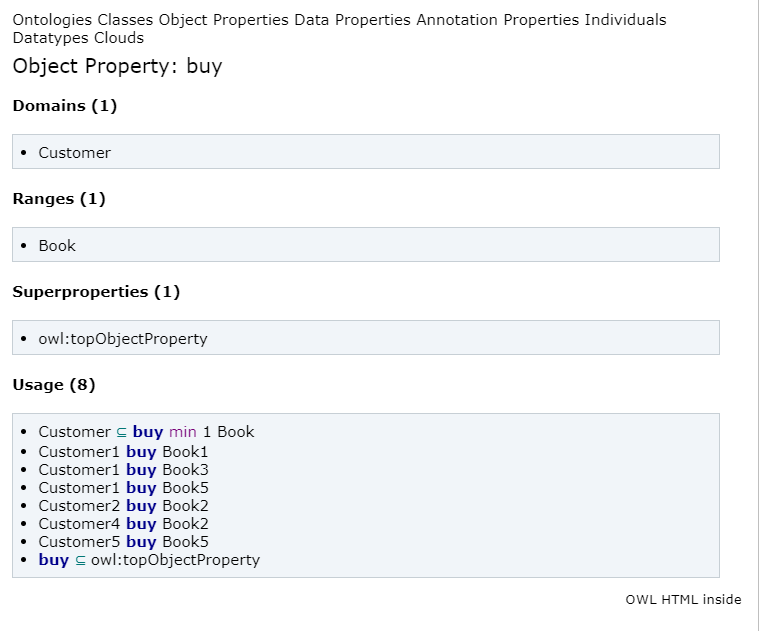 Ontologies Classes Object Properties Data Properties Annotation Properties Individuals
Datatypes Clouds
Object Property: buy
Domains (1)
• Customer
Ranges (1)
• Book
Superproperties (1)
• owl:topObjectProperty
Usage (8)
• Customer ⊆ buy min 1 Book
• Customer1 buy Book1
• Customer1 buy Book3
• Customer1 buy Book5
• Customer2 buy Book2
• Customer4 buy Book2
• Customer5 buy Book5
• buy ⊆ owl:topObjectProperty
OWL HTML inside